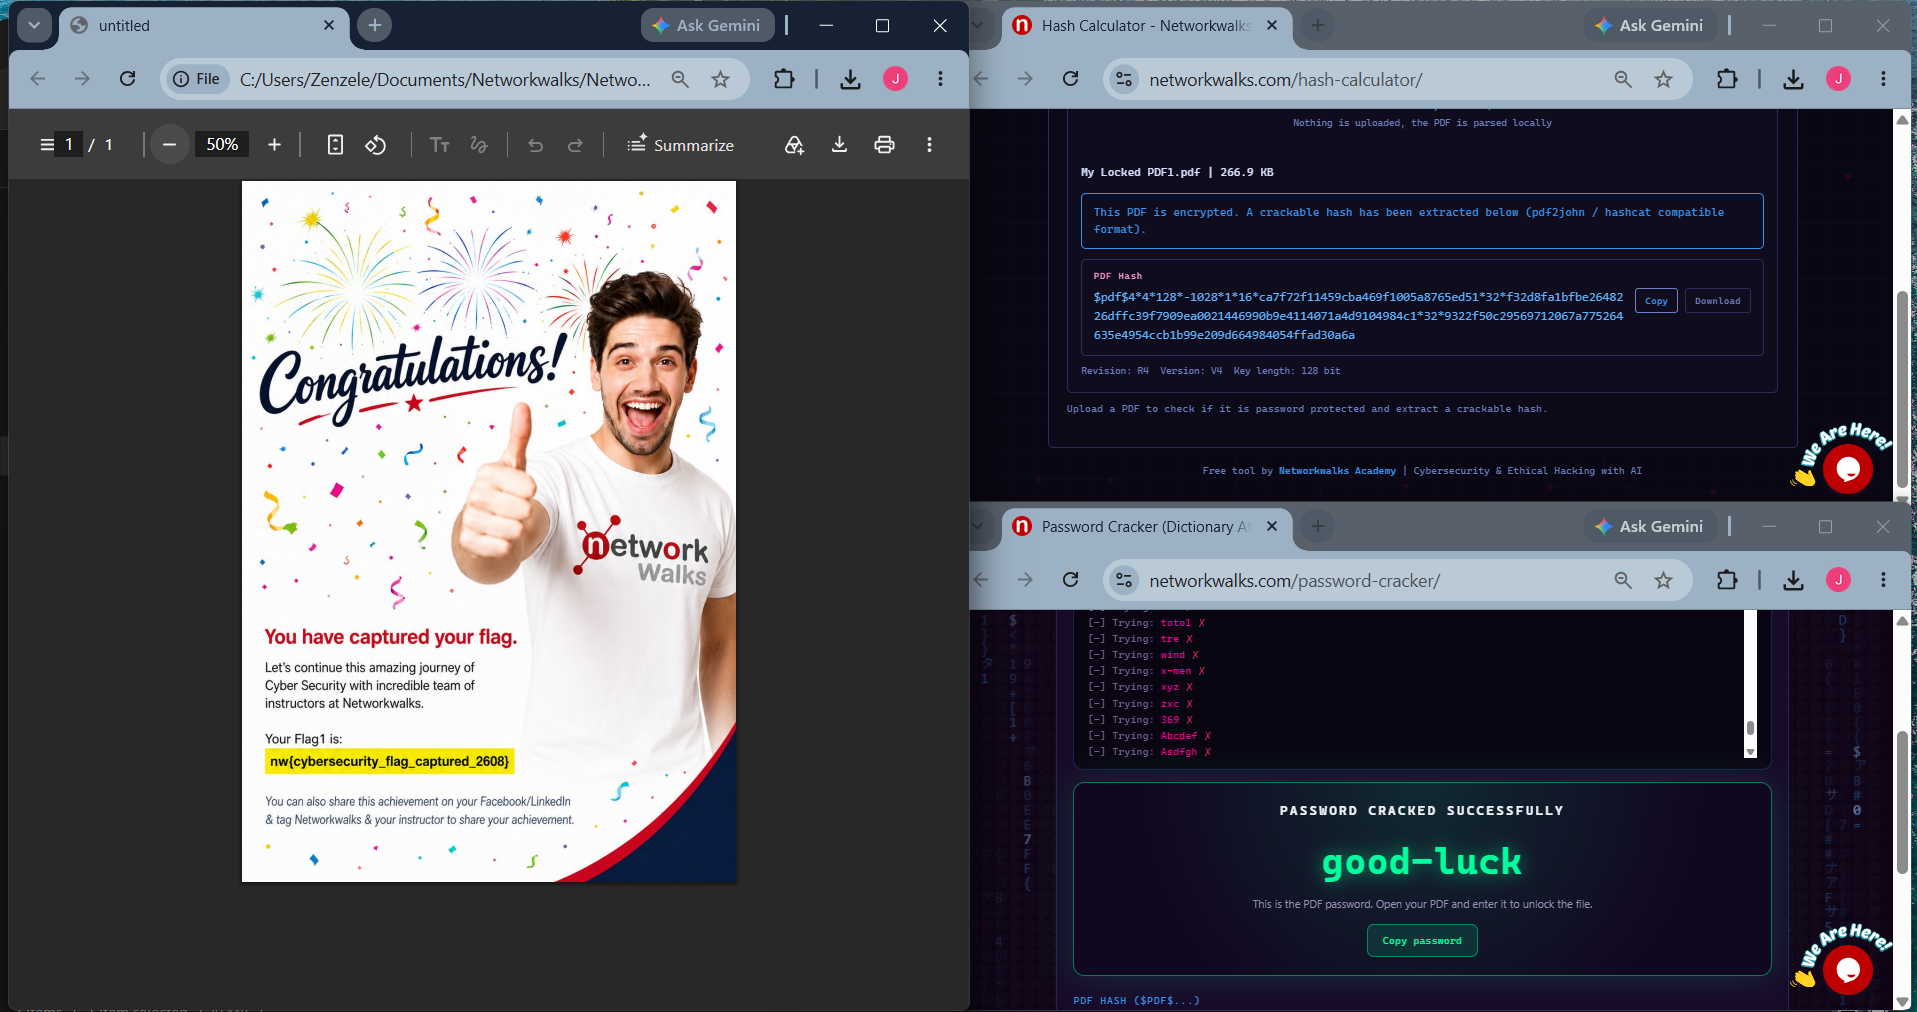 untitled
Ask Gemini
File
C:/Users/Zenzele/Documents/Networkwalks/Netwo...
1 / 1
50%
Summarize
Congratulations!
network
Walks
You have captured your flag.
Let's continue this amazing journey of
Cyber Security with incredible team of
instructors at Networkwalks.
Your Flag1 is:
nw{cybersecurity_flag_captured_2608}
You can also share this achievement on your Facebook/LinkedIn
& tag Networkwalks & your instructor to share your achievement.
Hash Calculator - Networkwalks
Ask Gemini
networkwalks.com/hash-calculator/
J
Nothing is uploaded, the PDF is parsed locally
My Locked PDF1.pdf | 266.9 KB
This PDF is encrypted. A crackable hash has been extracted below (pdf2john / hashcat compatible
format).
PDF Hash
$pdf$4*4*128*-1028*1*16*ca7f72f11459cba469f1005a8765ed51*32*f32d8fa1bfbe26482
26dffc39f7909ea0021446990b9e4114071a4d9104984c1*32*9322f50c29569712067a775264
635e4954ccb1b99e209d664984054ffad30a6a
Copy
Download
Revision: R4 Version: V4 Key length: 128 bit
Upload a PDF to check if it is password protected and extract a crackable hash.
Free tool by Networkwalks Academy | Cybersecurity & Ethical Hacking with AI
We Are Here!
Password Cracker (Dictionary A
Ask Gemini
networkwalks.com/password-cracker/
J
[-] Trying: toto1 X
[-] Trying: tre X
[-] Trying: wind X
[-] Trying: x-men X
[-] Trying: xyz X
[-] Trying: zxc X
[-] Trying: 369 X
[-] Trying: Abcdef X
[-] Trying: Asdfgh X
PASSWORD CRACKED SUCCESSFULLY
good-luck
This is the PDF password. Open your PDF and enter it to unlock the file.
Copy password
PDF HASH ($PDF$...)
We Are Here!